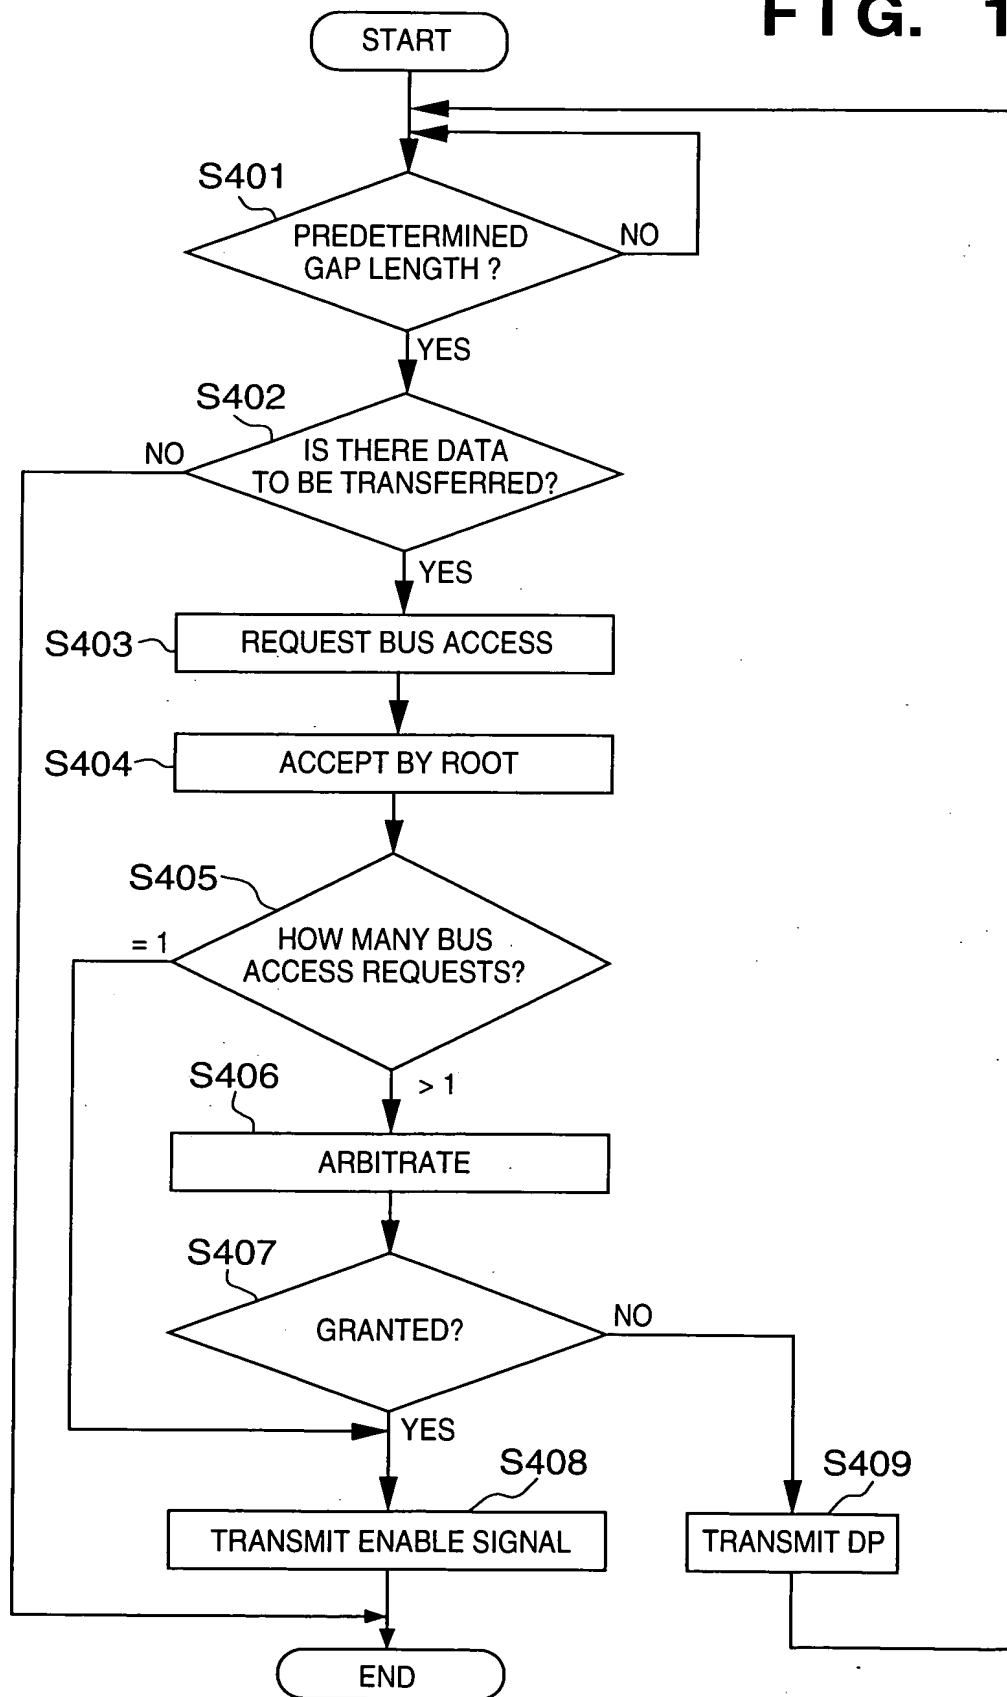 FIG. 1
START
S401
PREDETERMINED
GAP LENGTH ?
NO
YES
S402
NO
IS THERE DATA
TO BE TRANSFERRED?
YES
S403
REQUEST BUS ACCESS
S404
ACCEPT BY ROOT
S405
= 1
HOW MANY BUS
ACCESS REQUESTS?
> 1
S406
ARBITRATE
S407
GRANTED?
NO
YES
S408
TRANSMIT ENABLE SIGNAL
S409
TRANSMIT DP
END